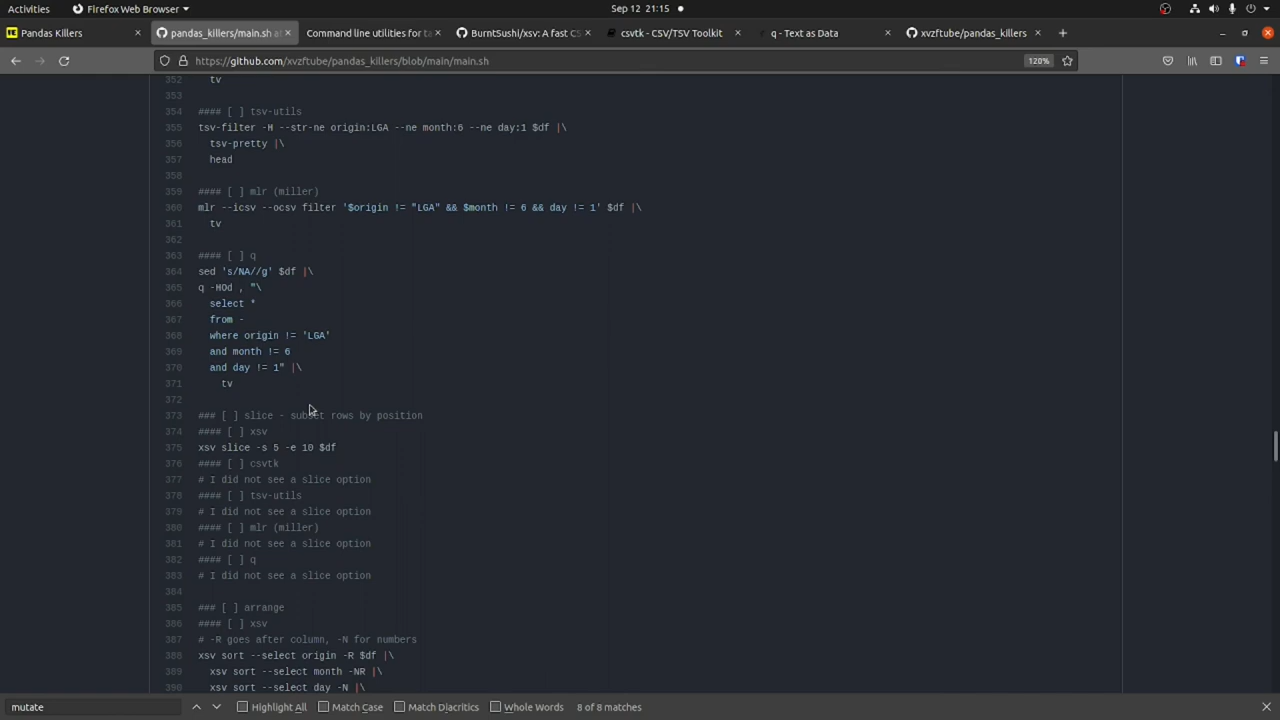 Activities
Firefox Web Browser
Sep 12 21:15
Pandas Killers
pandas_killers/main.sh at
Command line utilities for ta
BurntSushi/xsv: A fast CS
csvtk - CSV/TSV Toolkit
q - Text as Data
xvzftube/pandas_killers
https://github.com/xvzftube/pandas_killers/blob/main/main.sh
120%
352 tv
353
354 #### [ ] tsv-utils
355 tsv-filter -H --str-ne origin:LGA --ne month:6 --ne day:1 $df |\
356 tsv-pretty |\
357 head
358
359 #### [ ] mlr (miller)
360 mlr --icsv --ocsv filter '$origin != "LGA" && $month != 6 && day != 1' $df |\
361 tv
362
363 #### [ ] q
364 sed 's/NA//g' $df |\
365 q -HOd , "\
366 select *
367 from -
368 where origin != 'LGA'
369 and month != 6
370 and day != 1" |\
371 tv
372
373 ### [ ] slice - subset rows by position
374 #### [ ] xsv
375 xsv slice -s 5 -e 10 $df
376 #### [ ] csvtk
377 # I did not see a slice option
378 #### [ ] tsv-utils
379 # I did not see a slice option
380 #### [ ] mlr (miller)
381 # I did not see a slice option
382 #### [ ] q
383 # I did not see a slice option
384
385 ### [ ] arrange
386 #### [ ] xsv
387 # -R goes after column, -N for numbers
388 xsv sort --select origin -R $df |\
389 xsv sort --select month -NR |\
390 xsv sort --select day -N |\
mutate
Highlight All
Match Case
Match Diacritics
Whole Words
8 of 8 matches